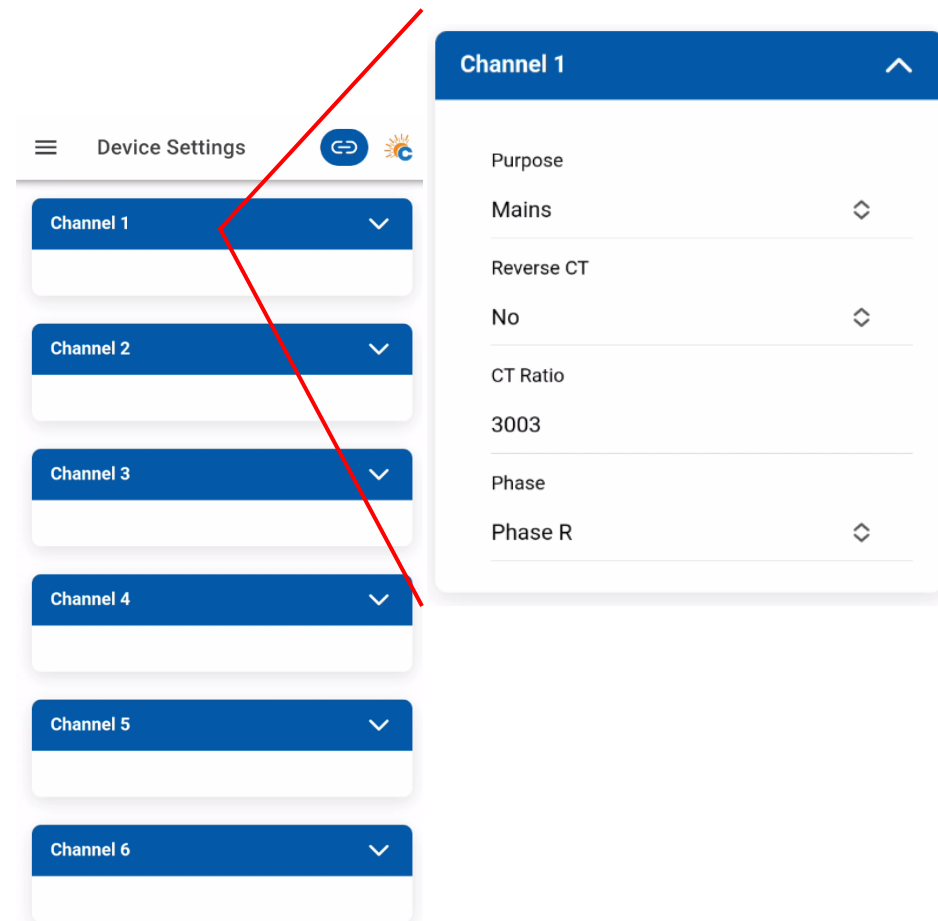 Device Settings
Channel 1
Channel 2
Channel 3
Channel 4
Channel 5
Channel 6
Channel 1
Purpose
Mains
Reverse CT
No
CT Ratio
3003
Phase
Phase R